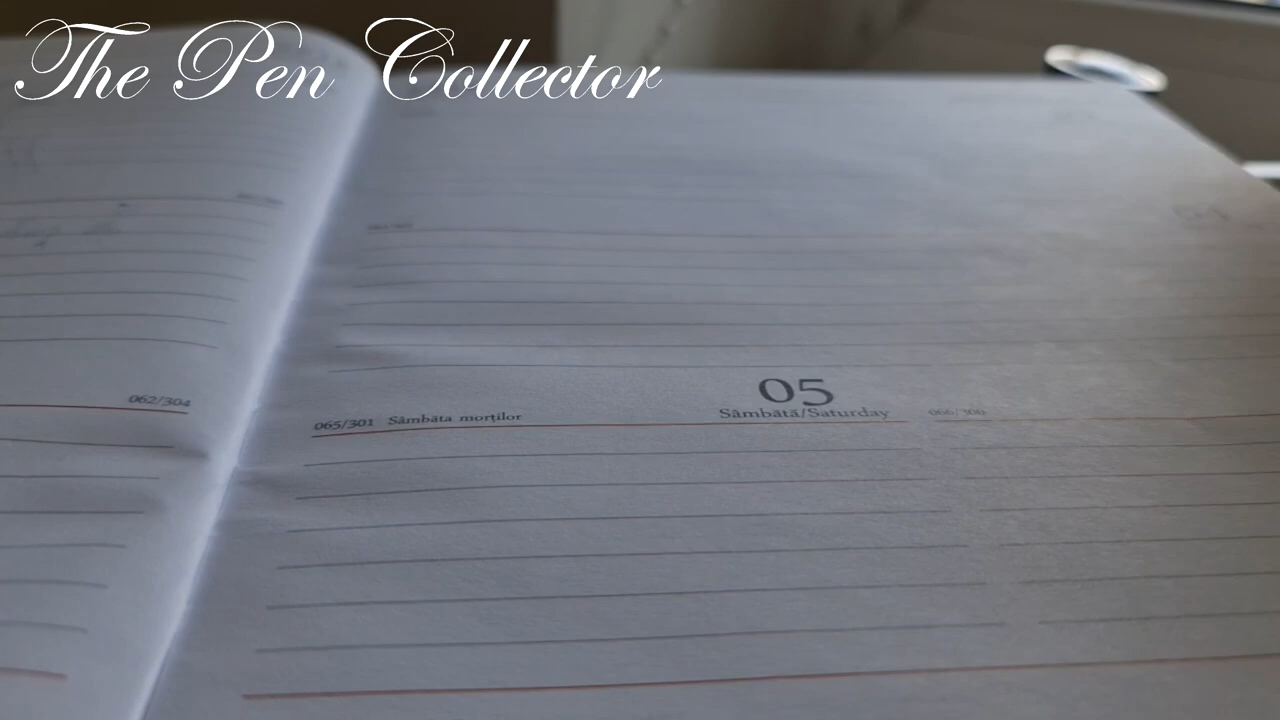 The Pen Collector
062/304
05
065/301 Sâmbăta morților
Sâmbătă/Saturday
066/300